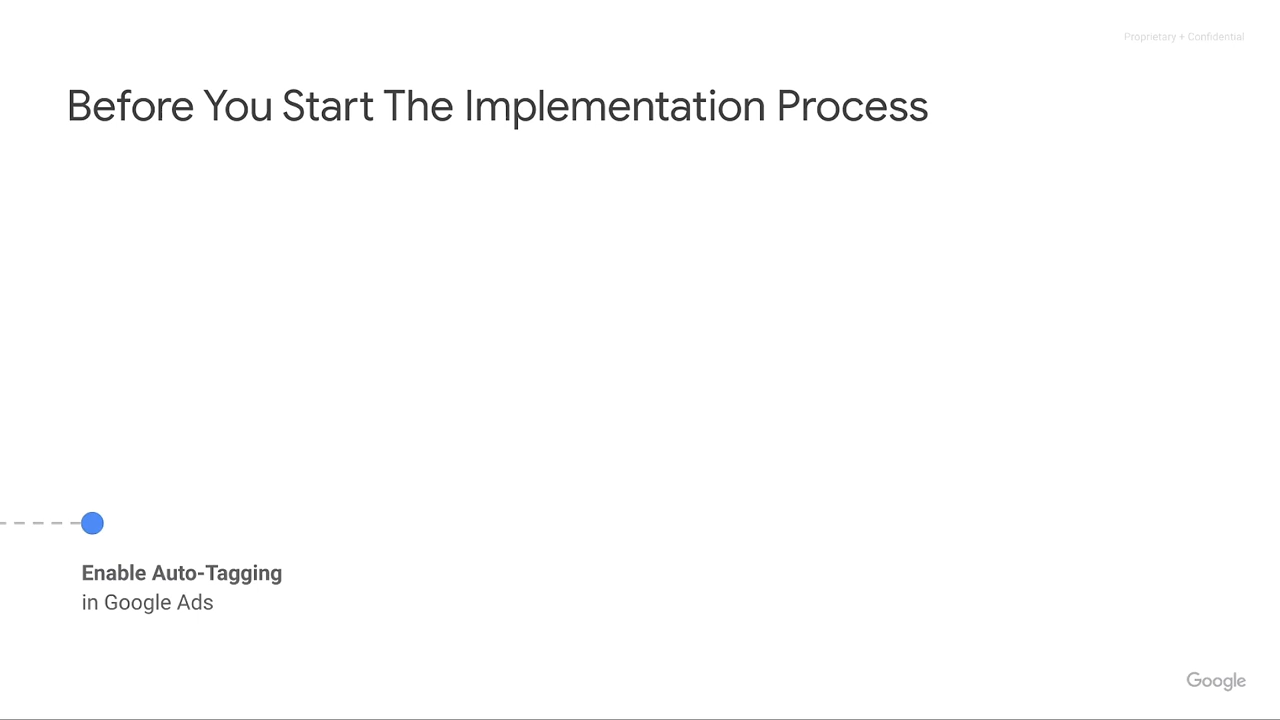 Proprietary + Confidential
Before You Start The Implementation Process
Enable Auto-Tagging
in Google Ads
Google